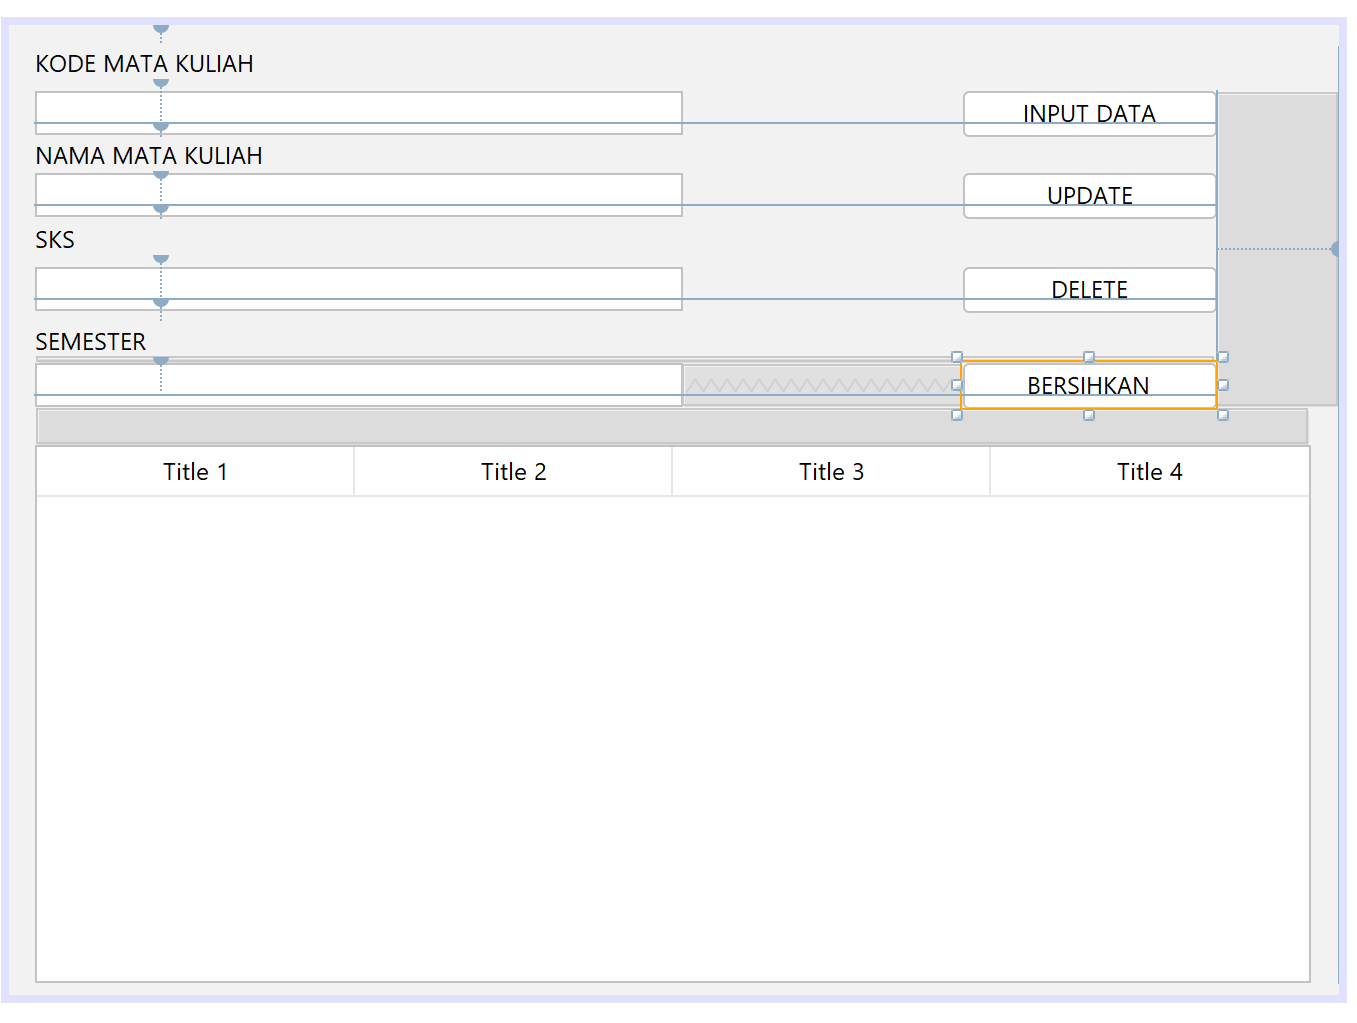 KODE MATA KULIAH
INPUT DATA
NAMA MATA KULIAH
UPDATE
SKS
DELETE
SEMESTER
BERSIHKAN
Title 1 Title 2 Title 3 Title 4